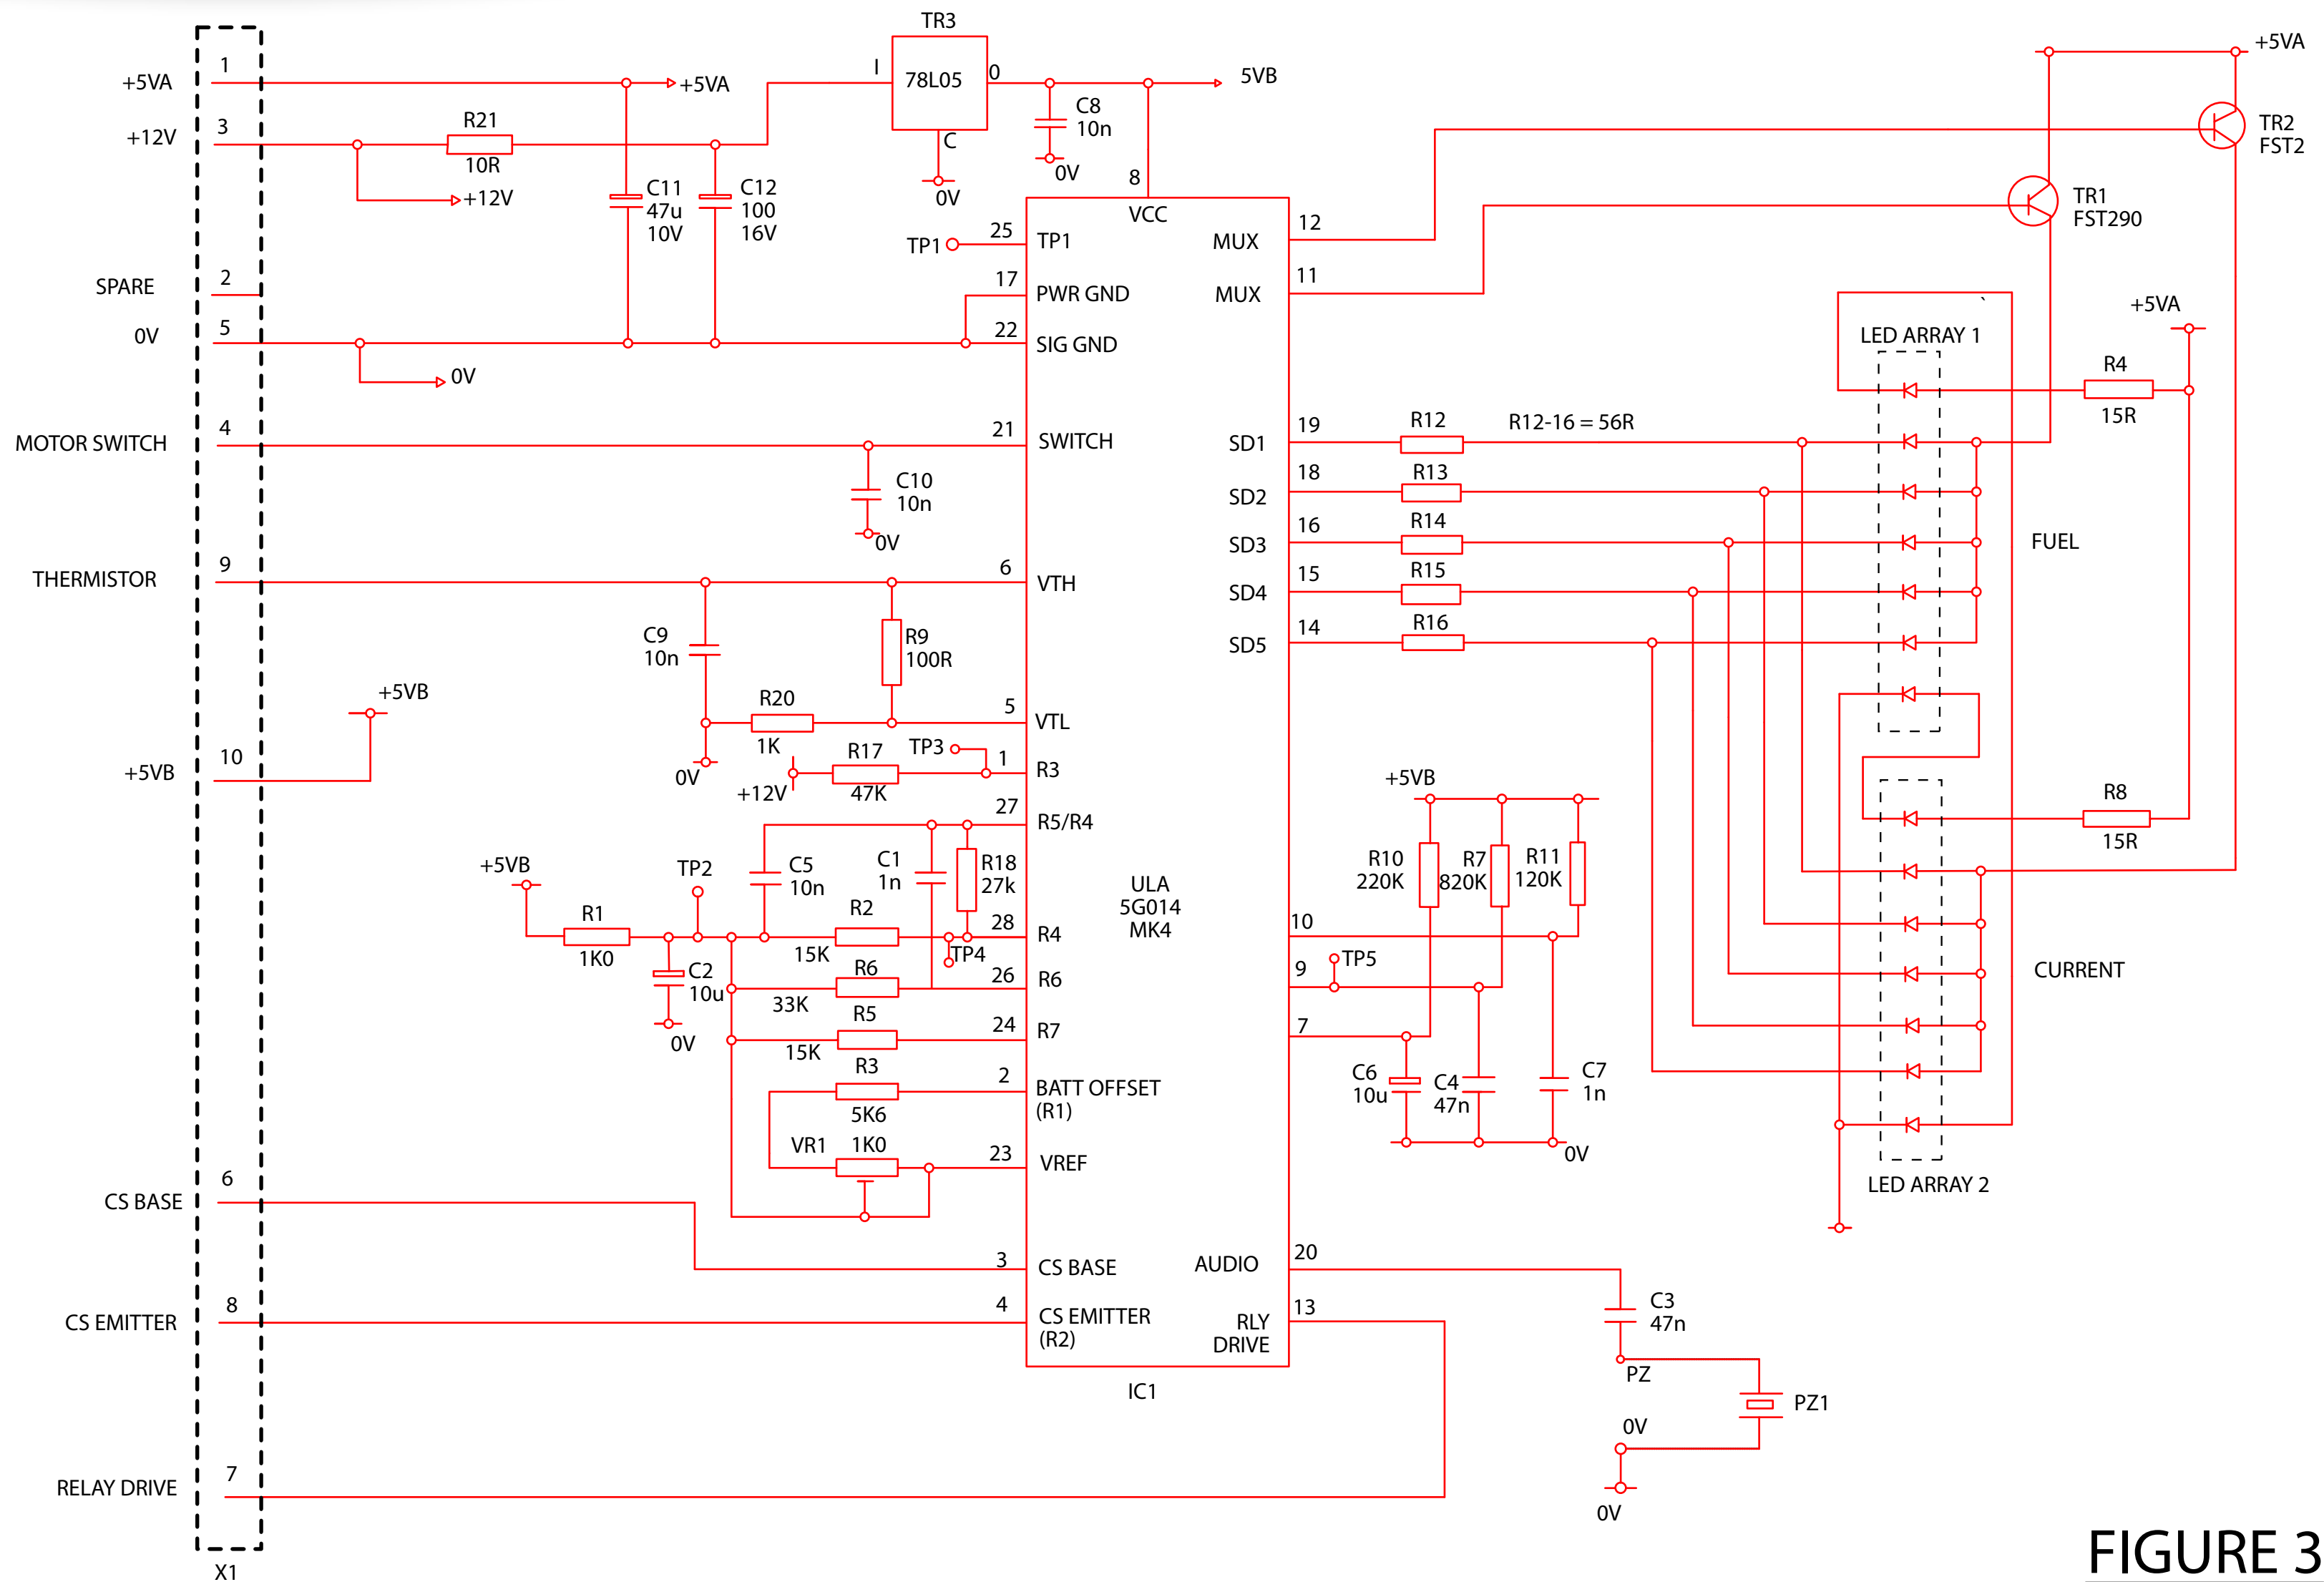 TR3
+5VA
1
+5VA
I
78L05
0
5VB
C
0V
C8
10n
0V
+12V
3
R21
10R
+12V
C11
47u
10V
C12
100
16V
SPARE
2
0V
5
0V
MOTOR SWITCH
4
C10
10n
0V
THERMISTOR
9
C9
10n
R9
100R
R20
1K
0V
TP3
R17
47K
+12V
+5VB
+5VB
10
+5VB
R1
1K0
TP2
C2
10u
0V
C5
10n
C1
1n
R18
27k
R2
15K
TP4
R6
33K
R5
15K
R3
5K6
VR1
1K0
CS BASE
6
CS EMITTER
8
RELAY DRIVE
7
X1
8
VCC
TP1
25
TP1
17
PWR GND
22
SIG GND
21
SWITCH
6
VTH
5
VTL
1
R3
27
R5/R4
28
R4
26
R6
24
R7
2
BATT OFFSET
(R1)
23
VREF
3
CS BASE
4
CS EMITTER
(R2)
ULA
5G014
MK4
IC1
MUX
12
MUX
11
SD1
19
SD2
18
SD3
16
SD4
15
SD5
14
10
9
7
AUDIO
20
RLY
DRIVE
13
R12
R12-16 = 56R
R13
R14
R15
R16
+5VB
R10
220K
R7
820K
R11
120K
TP5
C6
10u
C4
47n
C7
1n
0V
C3
47n
PZ
PZ1
0V
0V
+5VA
TR2
FST2
TR1
FST290
`
+5VA
LED ARRAY 1
R4
15R
FUEL
R8
15R
CURRENT
LED ARRAY 2
FIGURE 3